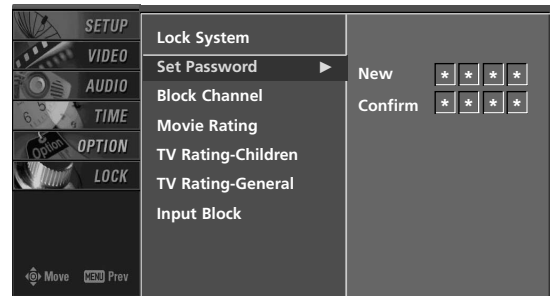 SETUP
VIDEO
AUDIO
TIME
OPTION
LOCK
Move MENU Prev
Lock System
Set Password ►
Block Channel
Movie Rating
TV Rating-Children
TV Rating-General
Input Block
New * * * *
Confirm * * * *